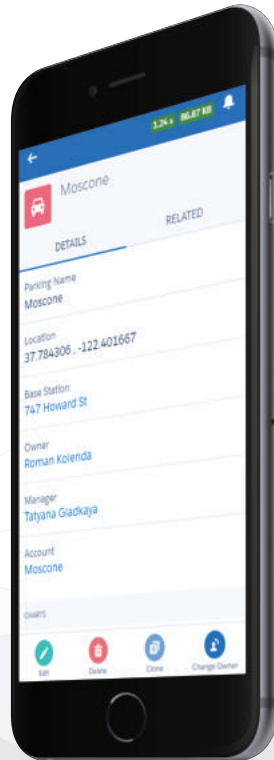 1.24 s 86.87 KB
Moscone
DETAILS RELATED
Parking Name
Moscone
Location
37.784306 , -122.401667
Base Station
747 Howard St
Owner
Roman Kolenda
Manager
Tatyana Gladkaya
Account
Moscone
CHARTS
Edit Delete Clone Change Owner